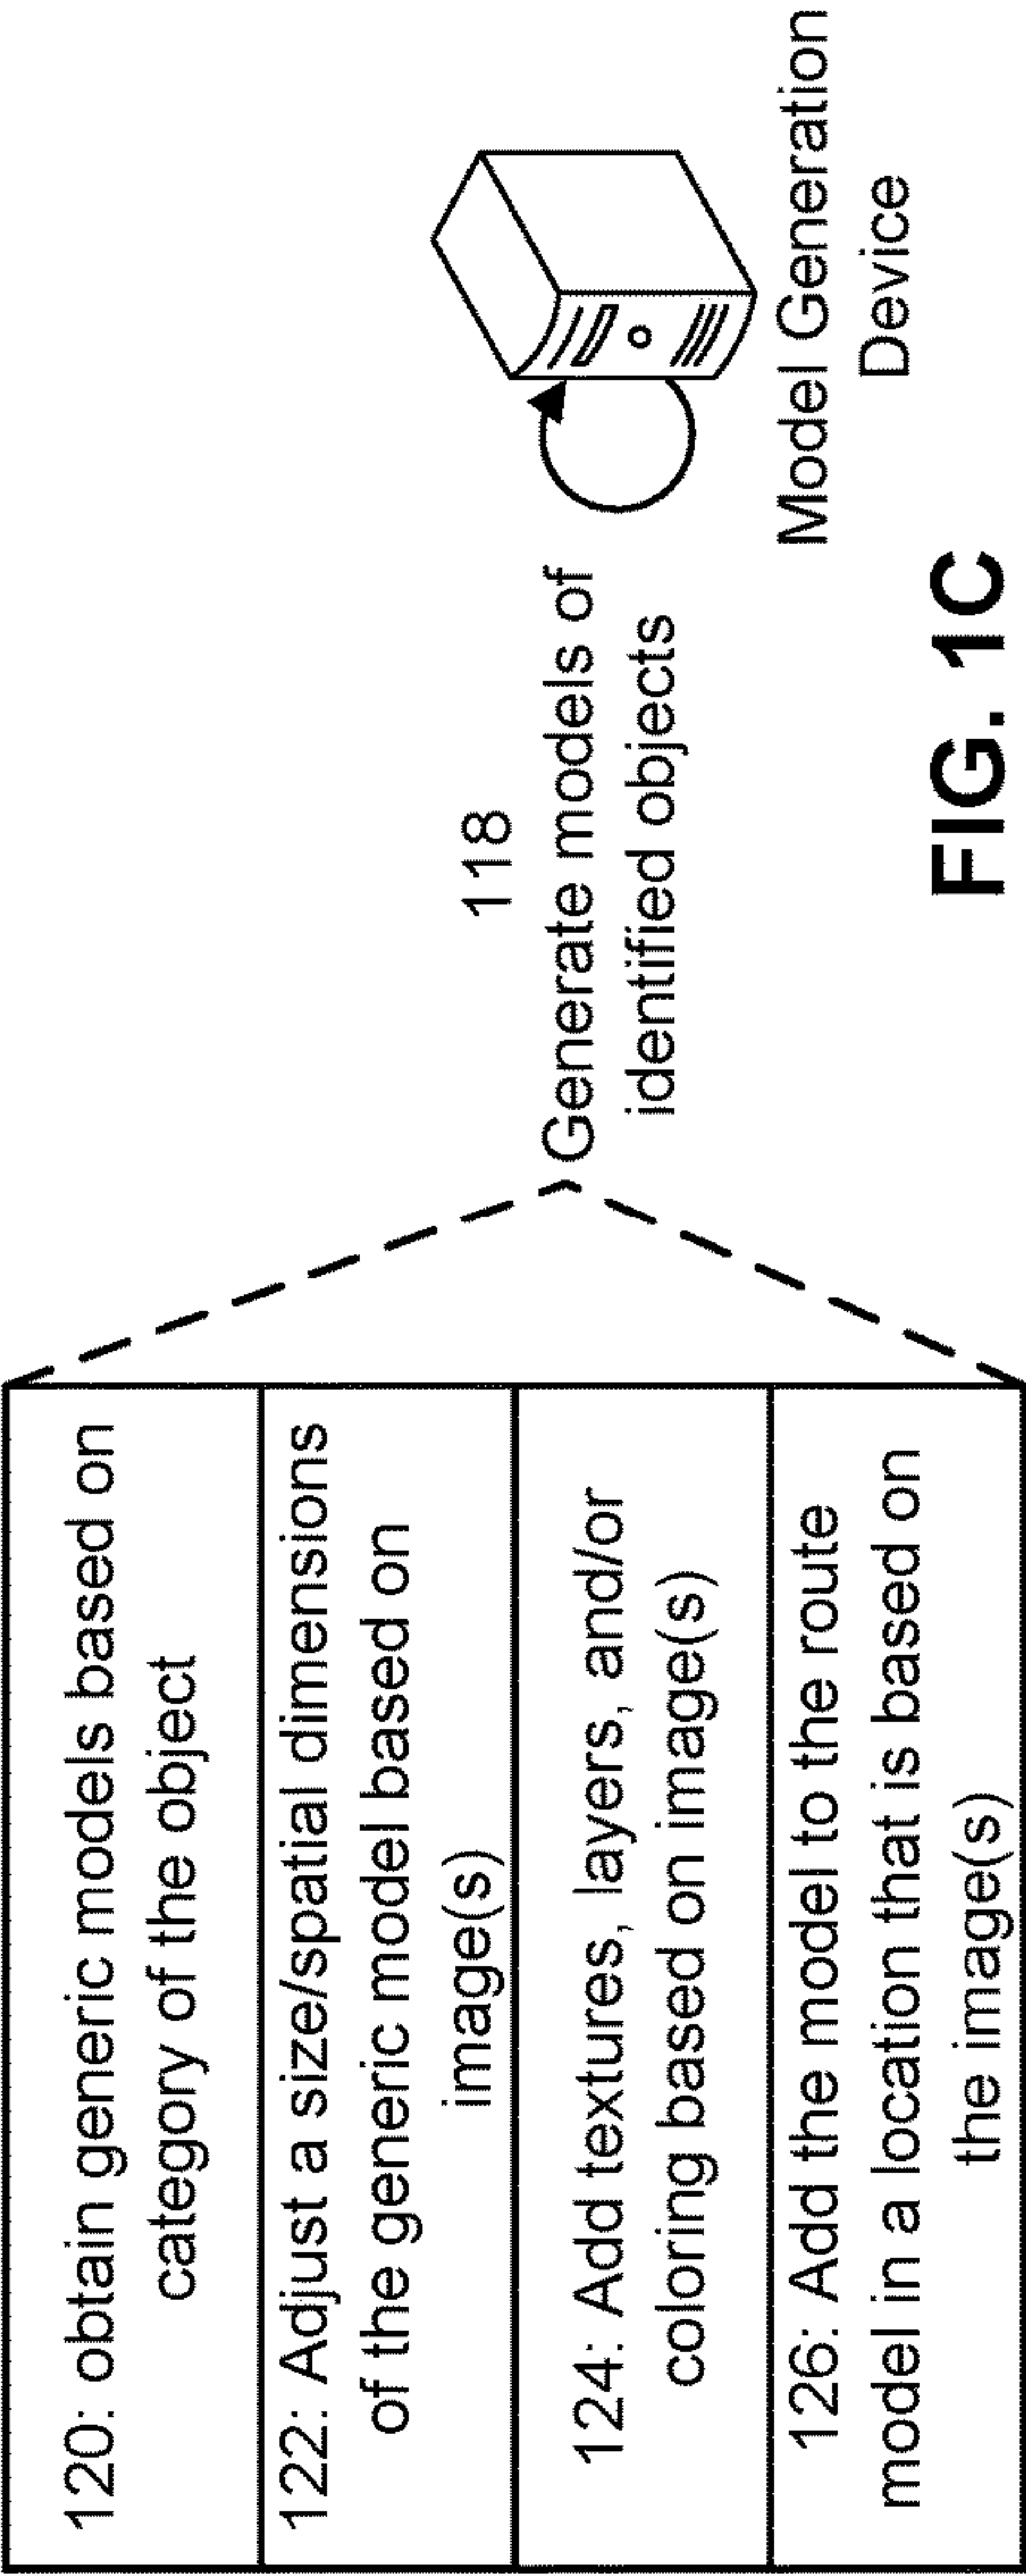 120: obtain generic models based on
category of the object
122: Adjust a size/spatial dimensions
of the generic model based on
image(s)
124: Add textures, layers, and/or
coloring based on image(s)
126: Add the model to the route
model in a location that is based on
the image(s)
118
Generate models of
identified objects
Model Generation
Device
FIG. 1C